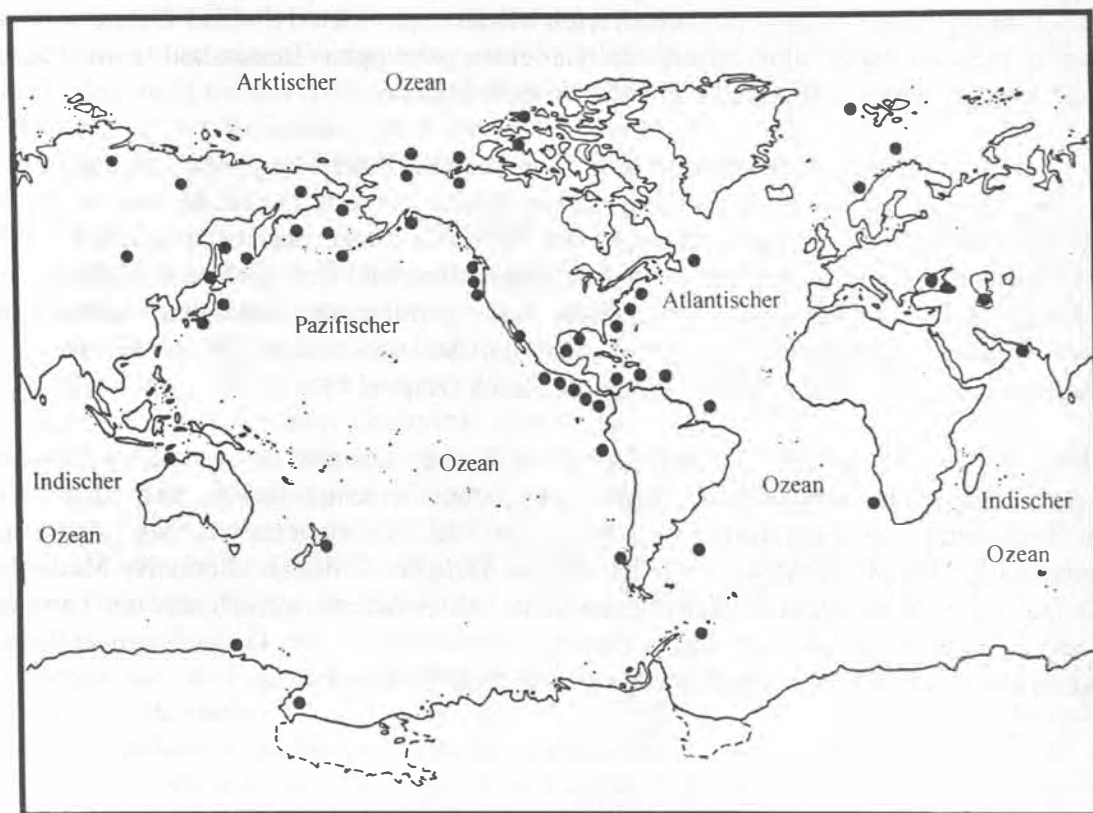 Arktischer Ozean
Atlantischer
Pazifischer
Ozean
Ozean
Indischer
Indischer
Ozean
Ozean